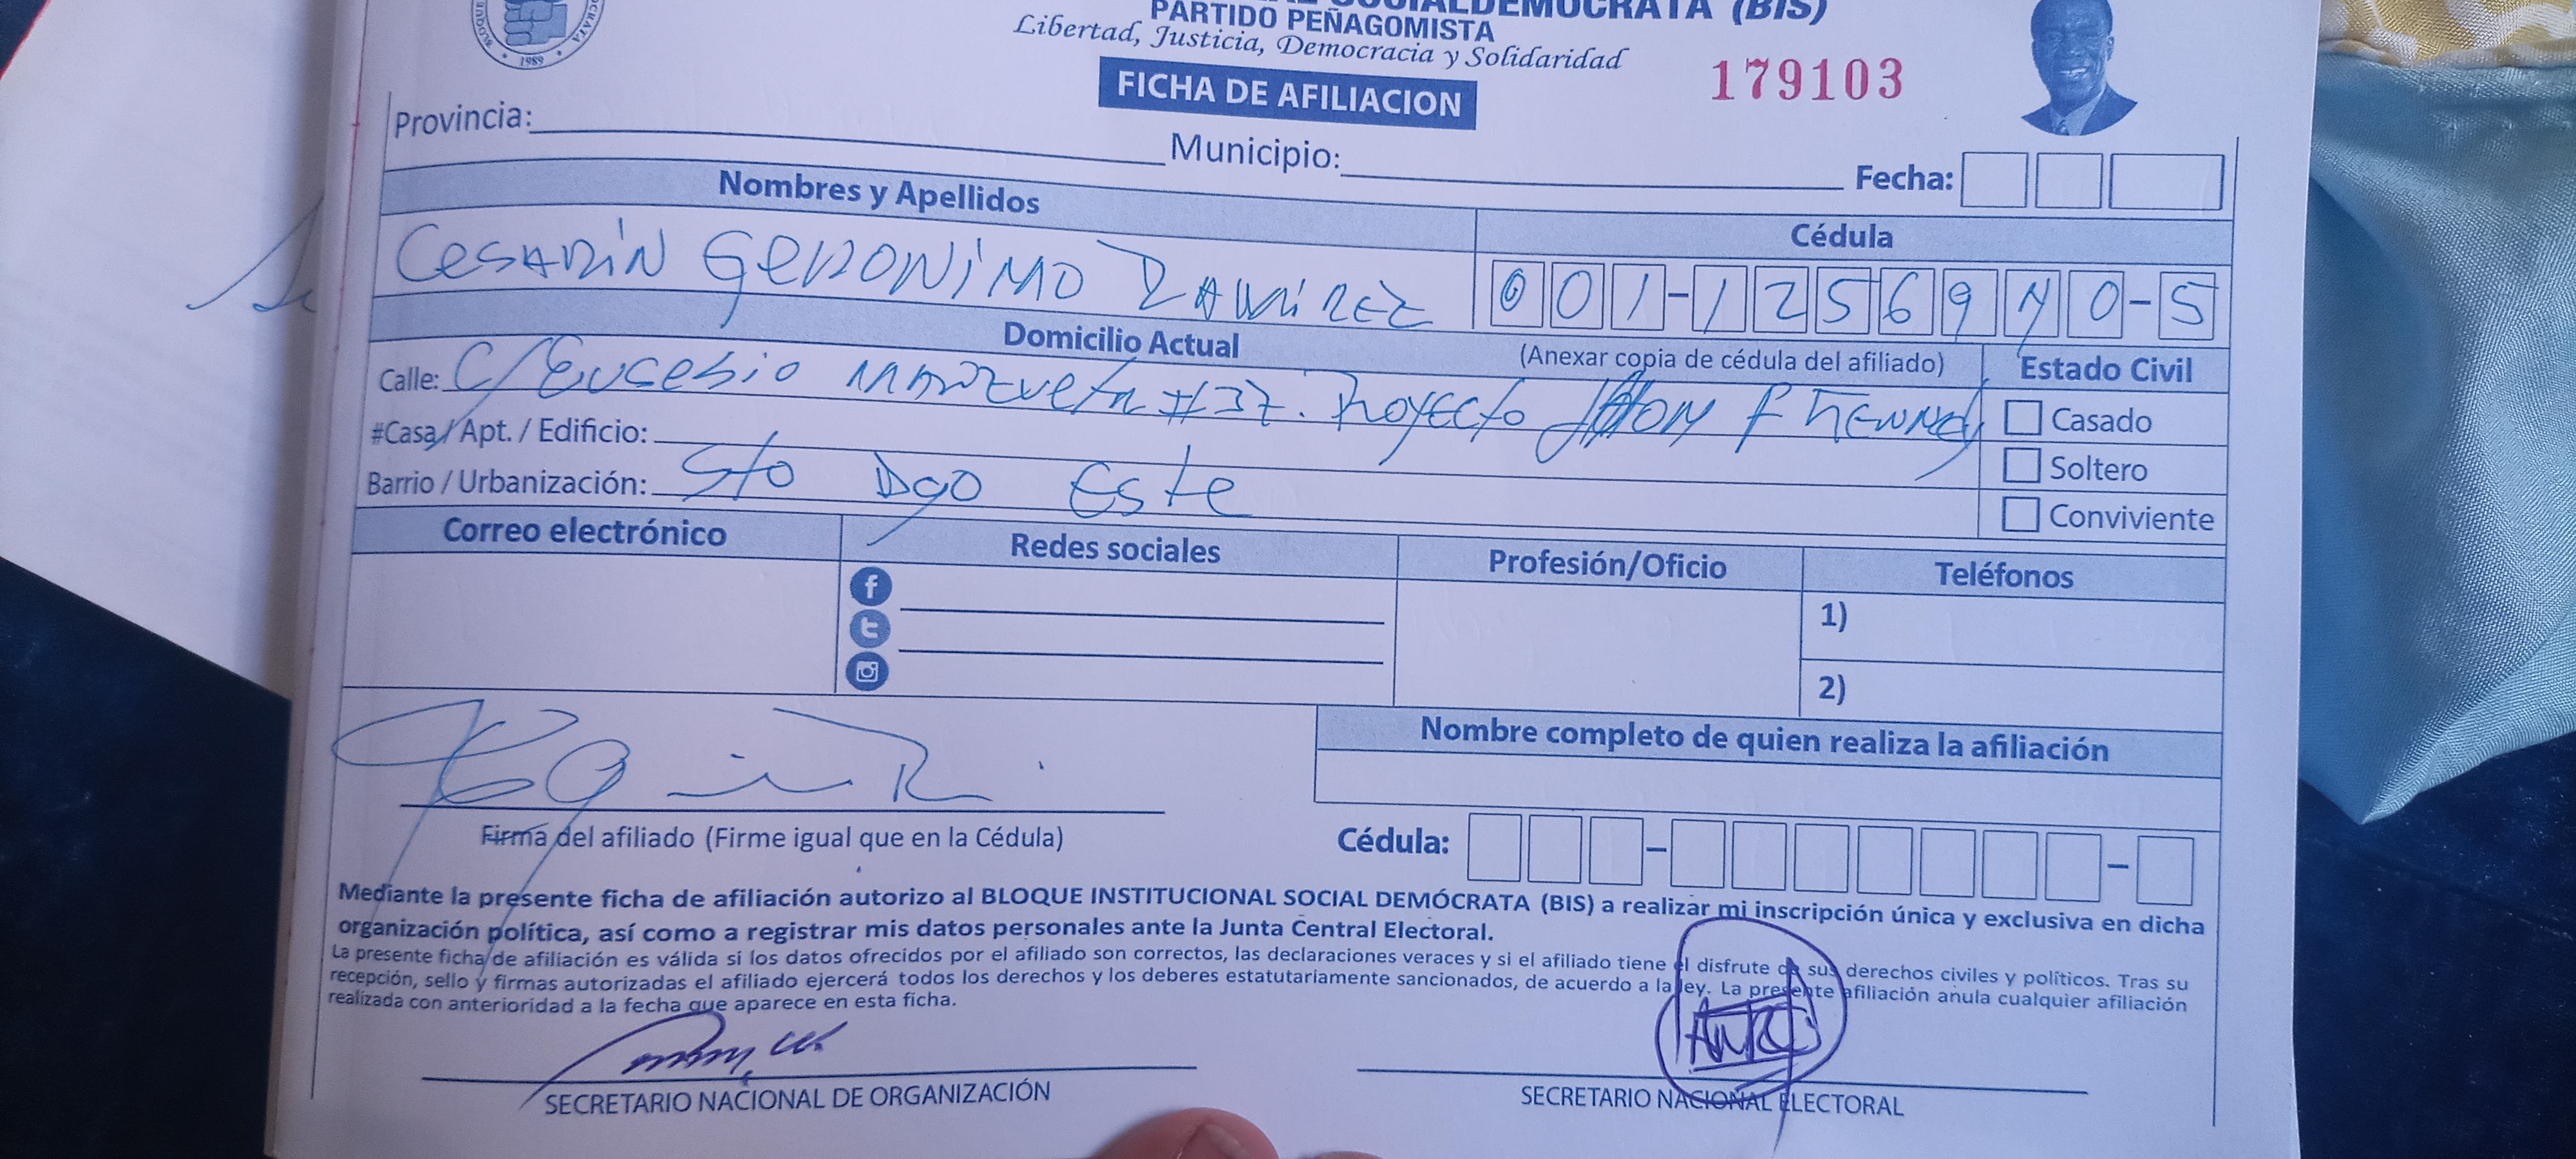 SOCIALDEMOCRATA (BIS)
PARTIDO PEÑAGOMISTA
Libertad, Justicia, Democracia y Solidaridad
1989
FICHA DE AFILIACION
179103
Provincia: Municipio: Fecha:
Nombres y Apellidos
Cédula
CesARiN GeRONiMO RAMiREZ
001-1256970-5
Domicilio Actual
(Anexar copia de cédula del afiliado)
Estado Civil
Calle: C/Eucebio Manzueta #37. Proyecto JHON F KENNEdy
Casado
#Casa / Apt. / Edificio:
Soltero
Barrio / Urbanización: Sto Dgo Este
Conviviente
Correo electrónico
Redes sociales
Profesión/Oficio
Teléfonos
1)
2)
Nombre completo de quien realiza la afiliación
Firma del afiliado (Firme igual que en la Cédula)
Cédula:
Mediante la presente ficha de afiliación autorizo al BLOQUE INSTITUCIONAL SOCIAL DEMÓCRATA (BIS) a realizar mi inscripción única y exclusiva en dicha
organización política, así como a registrar mis datos personales ante la Junta Central Electoral.
La presente ficha de afiliación es válida si los datos ofrecidos por el afiliado son correctos, las declaraciones veraces y si el afiliado tiene el disfrute de sus derechos civiles y políticos. Tras su
recepción, sello y firmas autorizadas el afiliado ejercerá todos los derechos y los deberes estatutariamente sancionados, de acuerdo a la ley. La presente afiliación anula cualquier afiliación
realizada con anterioridad a la fecha que aparece en esta ficha.
SECRETARIO NACIONAL DE ORGANIZACIÓN
SECRETARIO NACIONAL ELECTORAL